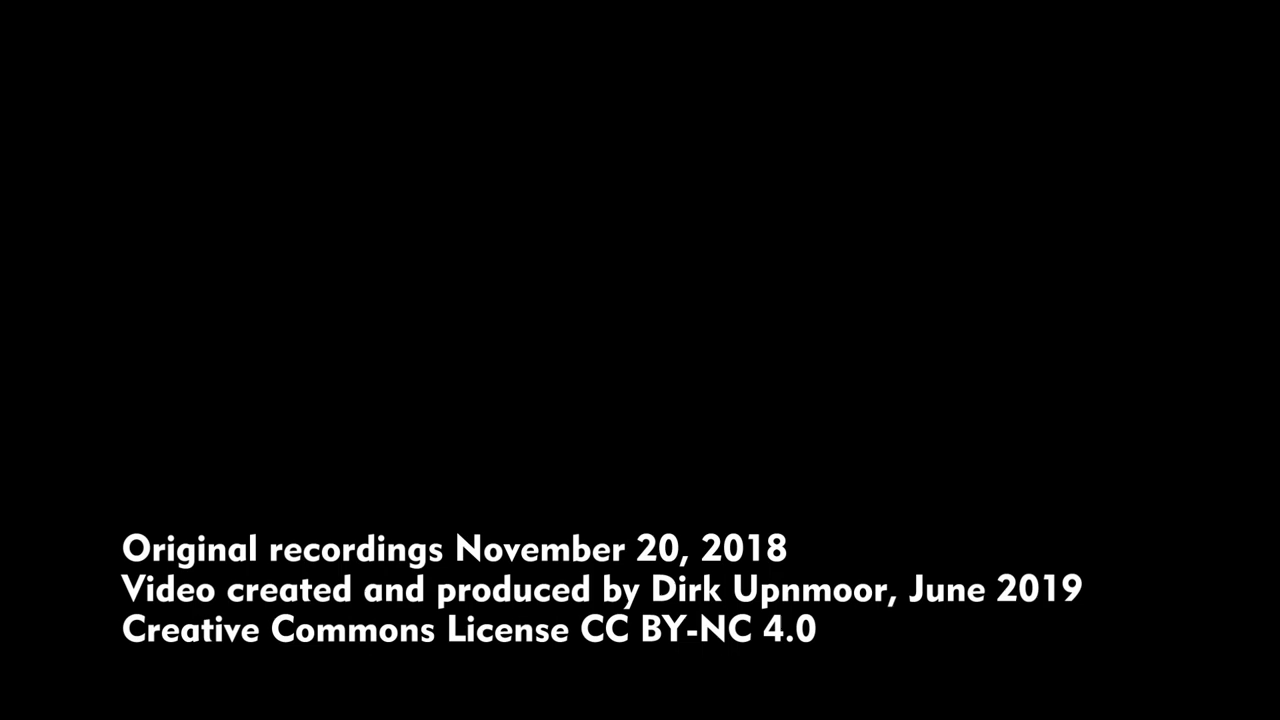 Original recordings November 20, 2018
Video created and produced by Dirk Upnmoor, June 2019
Creative Commons License CC BY-NC 4.0